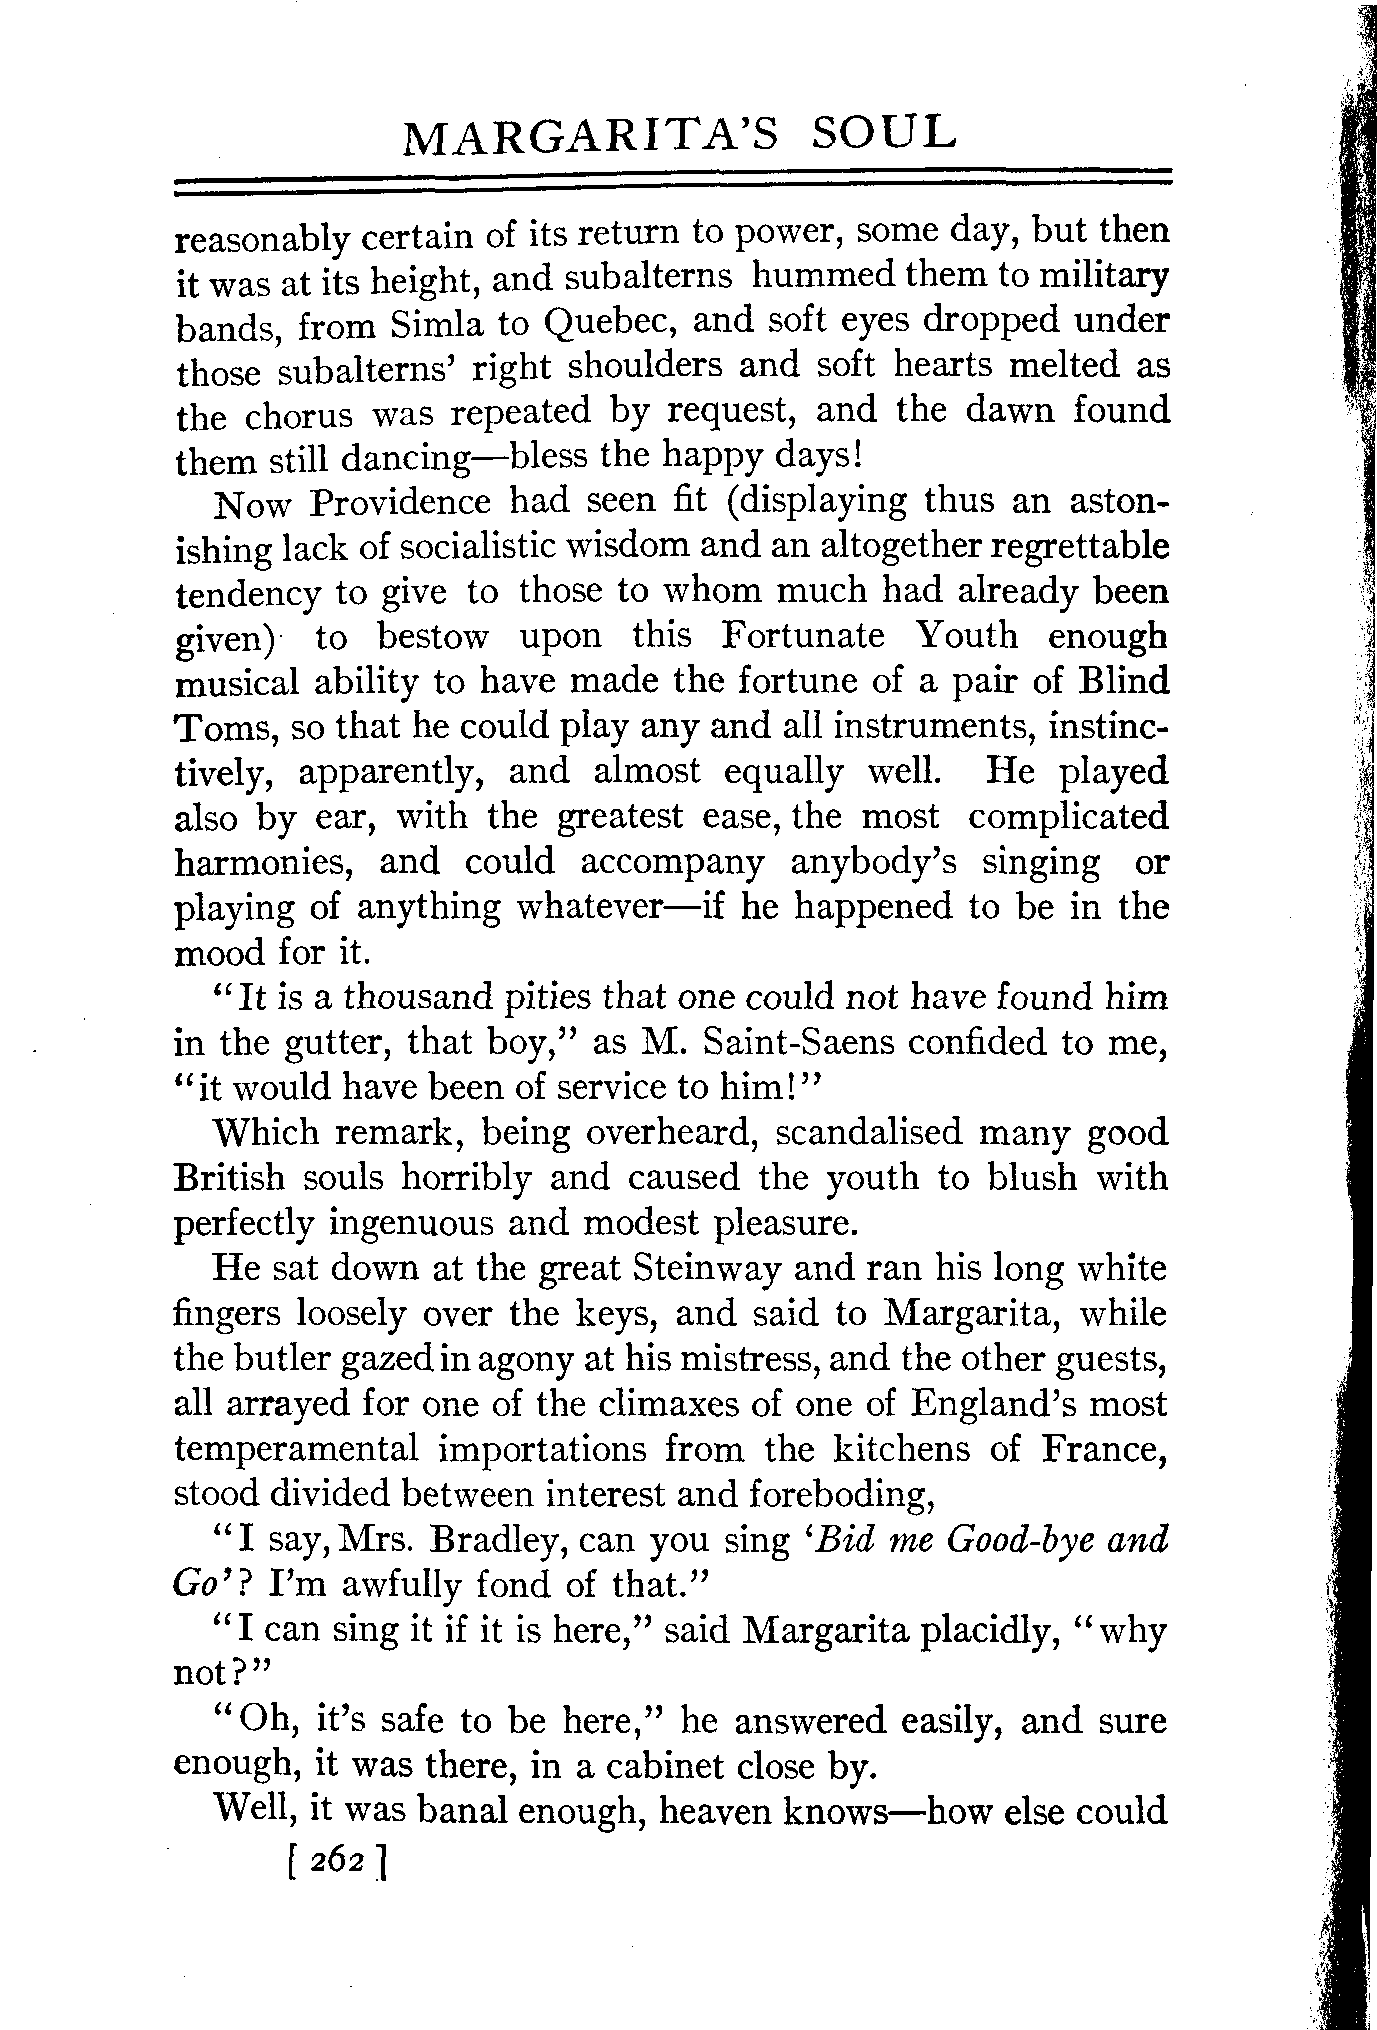 MARGARITA'S SOUL
reasonably certain of its return to power, some day, but then
it was at its height, and subalterns hummed them to military
bands, from Simla to Quebec, and soft eyes dropped under
those subalterns' right shoulders and soft hearts melted as
the chorus was repeated by request, and the dawn found
them still dancing—bless the happy days!
Now Providence had seen fit (displaying thus an aston-
ishing lack of socialistic wisdom and an altogether regrettable
tendency to give to those to whom much had already been
given) to bestow upon this Fortunate Youth enough
musical ability to have made the fortune of a pair of Blind
Toms, so that he could play any and all instruments, instinc-
tively, apparently, and almost equally well. He played
also by ear, with the greatest ease, the most complicated
harmonies, and could accompany anybody's singing or
playing of anything whatever—if he happened to be in the
mood for it.
"It is a thousand pities that one could not have found him
in the gutter, that boy," as M. Saint-Saens confided to me,
"it would have been of service to him!"
Which remark, being overheard, scandalised many good
British souls horribly and caused the youth to blush with
perfectly ingenuous and modest pleasure.
He sat down at the great Steinway and ran his long white
fingers loosely over the keys, and said to Margarita, while
the butler gazed in agony at his mistress, and the other guests,
all arrayed for one of the climaxes of one of England's most
temperamental importations from the kitchens of France,
stood divided between interest and foreboding,
"I say, Mrs. Bradley, can you sing 'Bid me Good-bye and
Go'? I'm awfully fond of that."
"I can sing it if it is here," said Margarita placidly, "why
not?"
"Oh, it's safe to be here," he answered easily, and sure
enough, it was there, in a cabinet close by.
Well, it was banal enough, heaven knows—how else could
[ 262 ]